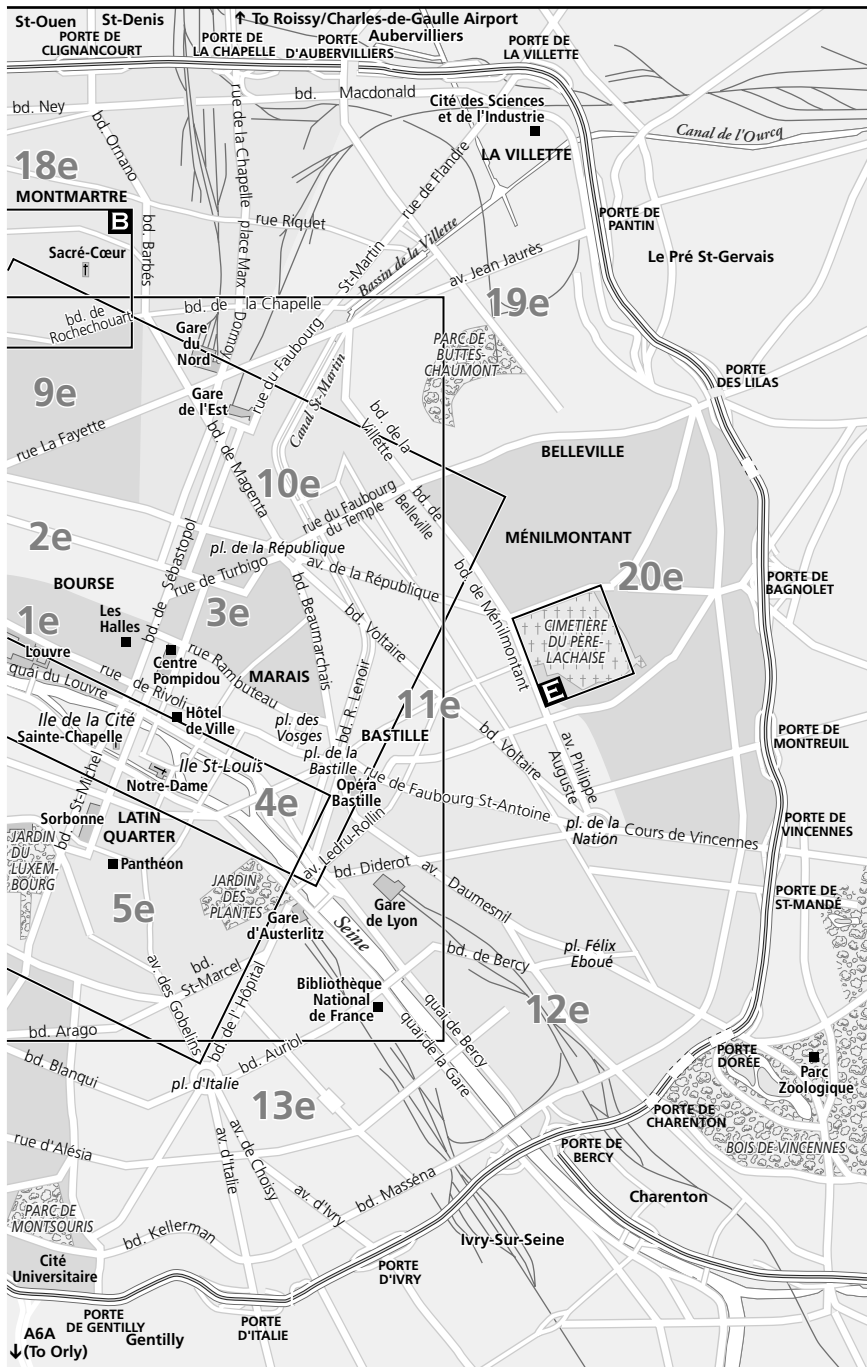 St-Ouen
St-Denis
↑ To Roissy/Charles-de-Gaulle Airport
PORTE DE
CLIGNANCOURT
PORTE DE
LA CHAPELLE
PORTE
D'AUBERVILLIERS
Aubervilliers
PORTE DE
LA VILLETTE
bd. Ney
bd. Macdonald
Cité des Sciences
et de l'Industrie
Canal de l'Ourcq
bd. Ornano
rue de la Chapelle
rue de Flandre
LA VILLETTE
18e
MONTMARTRE
B
rue Riquet
PORTE DE
PANTIN
Sacré-Cœur
bd. Barbés
place Marx Dormoy
St-Martin
Bassin de la Villette
av. Jean Jaurès
Le Pré St-Gervais
bd. de
Rochechouart
bd. de la Chapelle
19e
Gare
du
Nord
rue du Faubourg
PARC DE
BUTTES-
CHAUMONT
9e
Gare
de l'Est
Canal St-Martin
PORTE
DES LILAS
rue La Fayette
bd. de Magenta
bd. de la
Villette
BELLEVILLE
10e
rue du Faubourg
du Temple
bd. de
Belleville
MÉNILMONTANT
2e
bd. de Sébastopol
pl. de la République
rue de Turbigo
av. de la République
bd. de Ménilmontant
20e
PORTE DE
BAGNOLET
BOURSE
3e
bd. Beaumarchais
bd. Voltaire
CIMETIÈRE
DU PÈRE-
LACHAISE
E
1e
Les
Halles
Louvre
Centre
Pompidou
rue Rambuteau
MARAIS
bd. R. Lenoir
quai du Louvre
rue de Rivoli
11e
PORTE DE
MONTREUIL
Ile de la Cité
Sainte-Chapelle
Hôtel
de Ville
pl. des
Vosges
BASTILLE
bd. Voltaire
av. Philippe
Auguste
Ile St-Louis
pl. de la
Bastille
Notre-Dame
Opéra
Bastille
rue de Faubourg St-Antoine
bd. St-Michel
4e
Sorbonne
LATIN
QUARTER
av. Ledru-Rollin
pl. de la
Nation
Cours de Vincennes
PORTE DE
VINCENNES
JARDIN
DU
LUXEM-
BOURG
Panthéon
bd. Diderot
av. Daumesnil
PORTE DE
ST-MANDÉ
5e
JARDIN
DES
PLANTES
Gare
d'Austerlitz
Seine
Gare
de Lyon
av. des Gobelins
bd.
St-Marcel
bd. de l' Hôpital
bd. de Bercy
pl. Félix
Eboué
Bibliothèque
National
de France
quai de Bercy
quai de la Gare
12e
bd. Arago
bd. Auriol
bd. Blanqui
pl. d'Italie
PORTE
DORÉE
Parc
Zoologique
13e
PORTE DE
CHARENTON
rue d'Alésia
av. d'Italie
av. de Choisy
av. d'Ivry
bd. Masséna
PORTE DE
BERCY
BOIS DE VINCENNES
PARC DE
MONTSOURIS
bd. Kellerman
Charenton
Cité
Universitaire
Ivry-Sur-Seine
PORTE
D'IVRY
PORTE
DE GENTILLY
Gentilly
PORTE
D'ITALIE
A6A
↓ (To Orly)